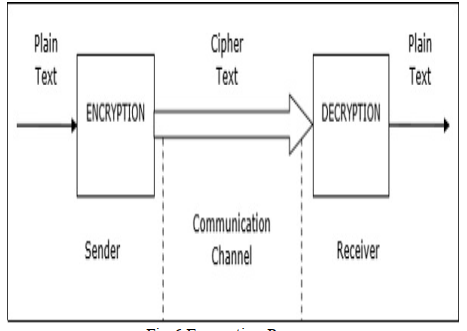 Plain
Text
Cipher
Text
Plain
Text
ENCRYPTION
DECRYPTION
Communication
Channel
Sender
Receiver